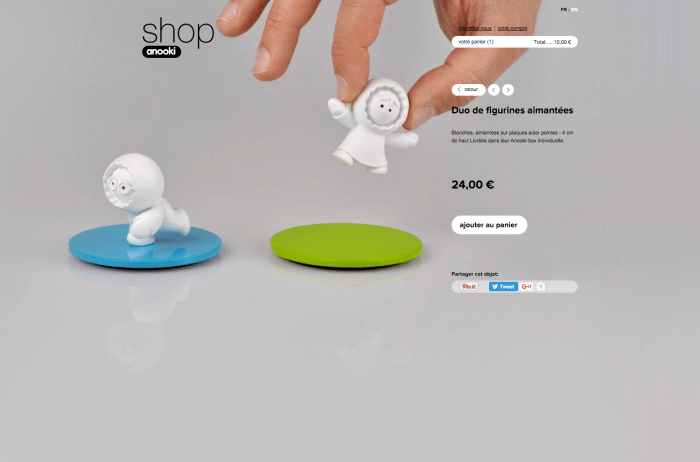 FR | EN
shop
anooki
identifiez-vous | votre compte
votre panier (1) Total......10,00 €
retour
Duo de figurines aimantées
Blanches, aimantées sur plaques acier peintes - 4 cm
de haut Livrées dans leur Anooki-box individuelle.
24,00 €
ajouter au panier
Partager cet objet:
Pin it Tweet G+1 1